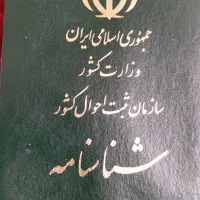 جمهوری اسلامی ایران
وزارت کشور
سازمان ثبت احوال کشور
شناسنامه